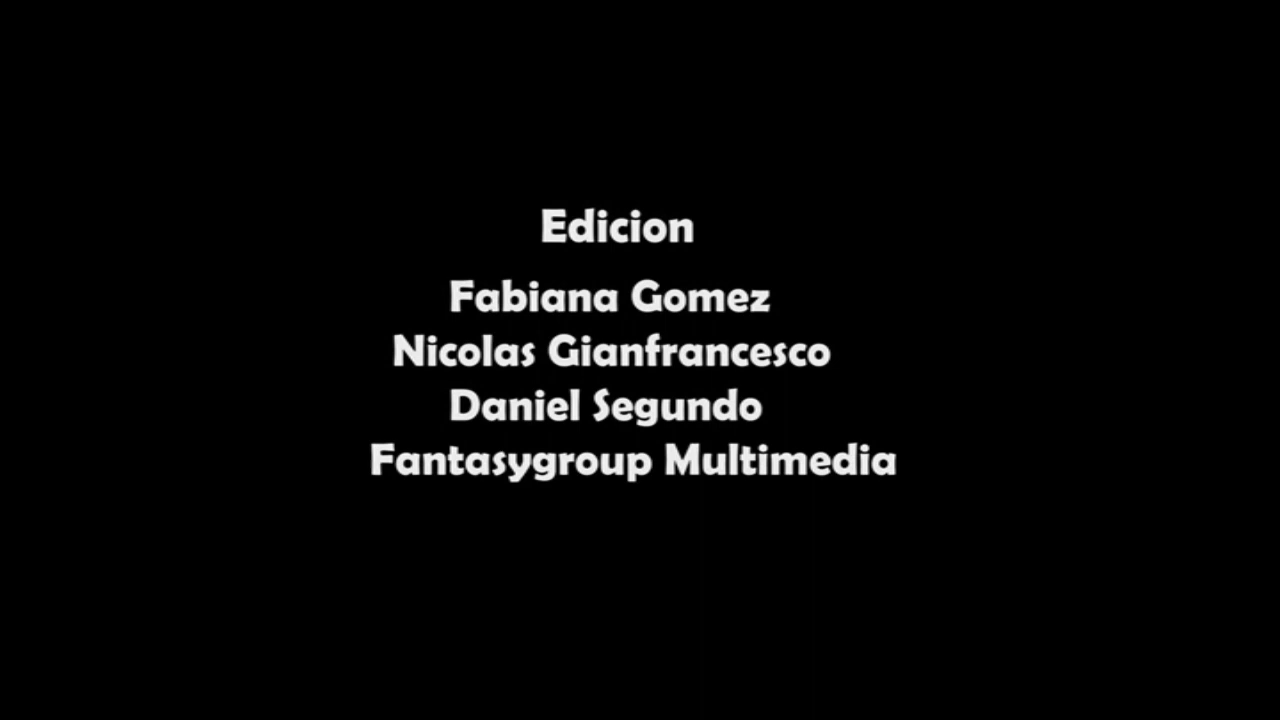 Edicion
Fabiana Gomez
Nicolas Gianfrancesco
Daniel Segundo
Fantasygroup Multimedia